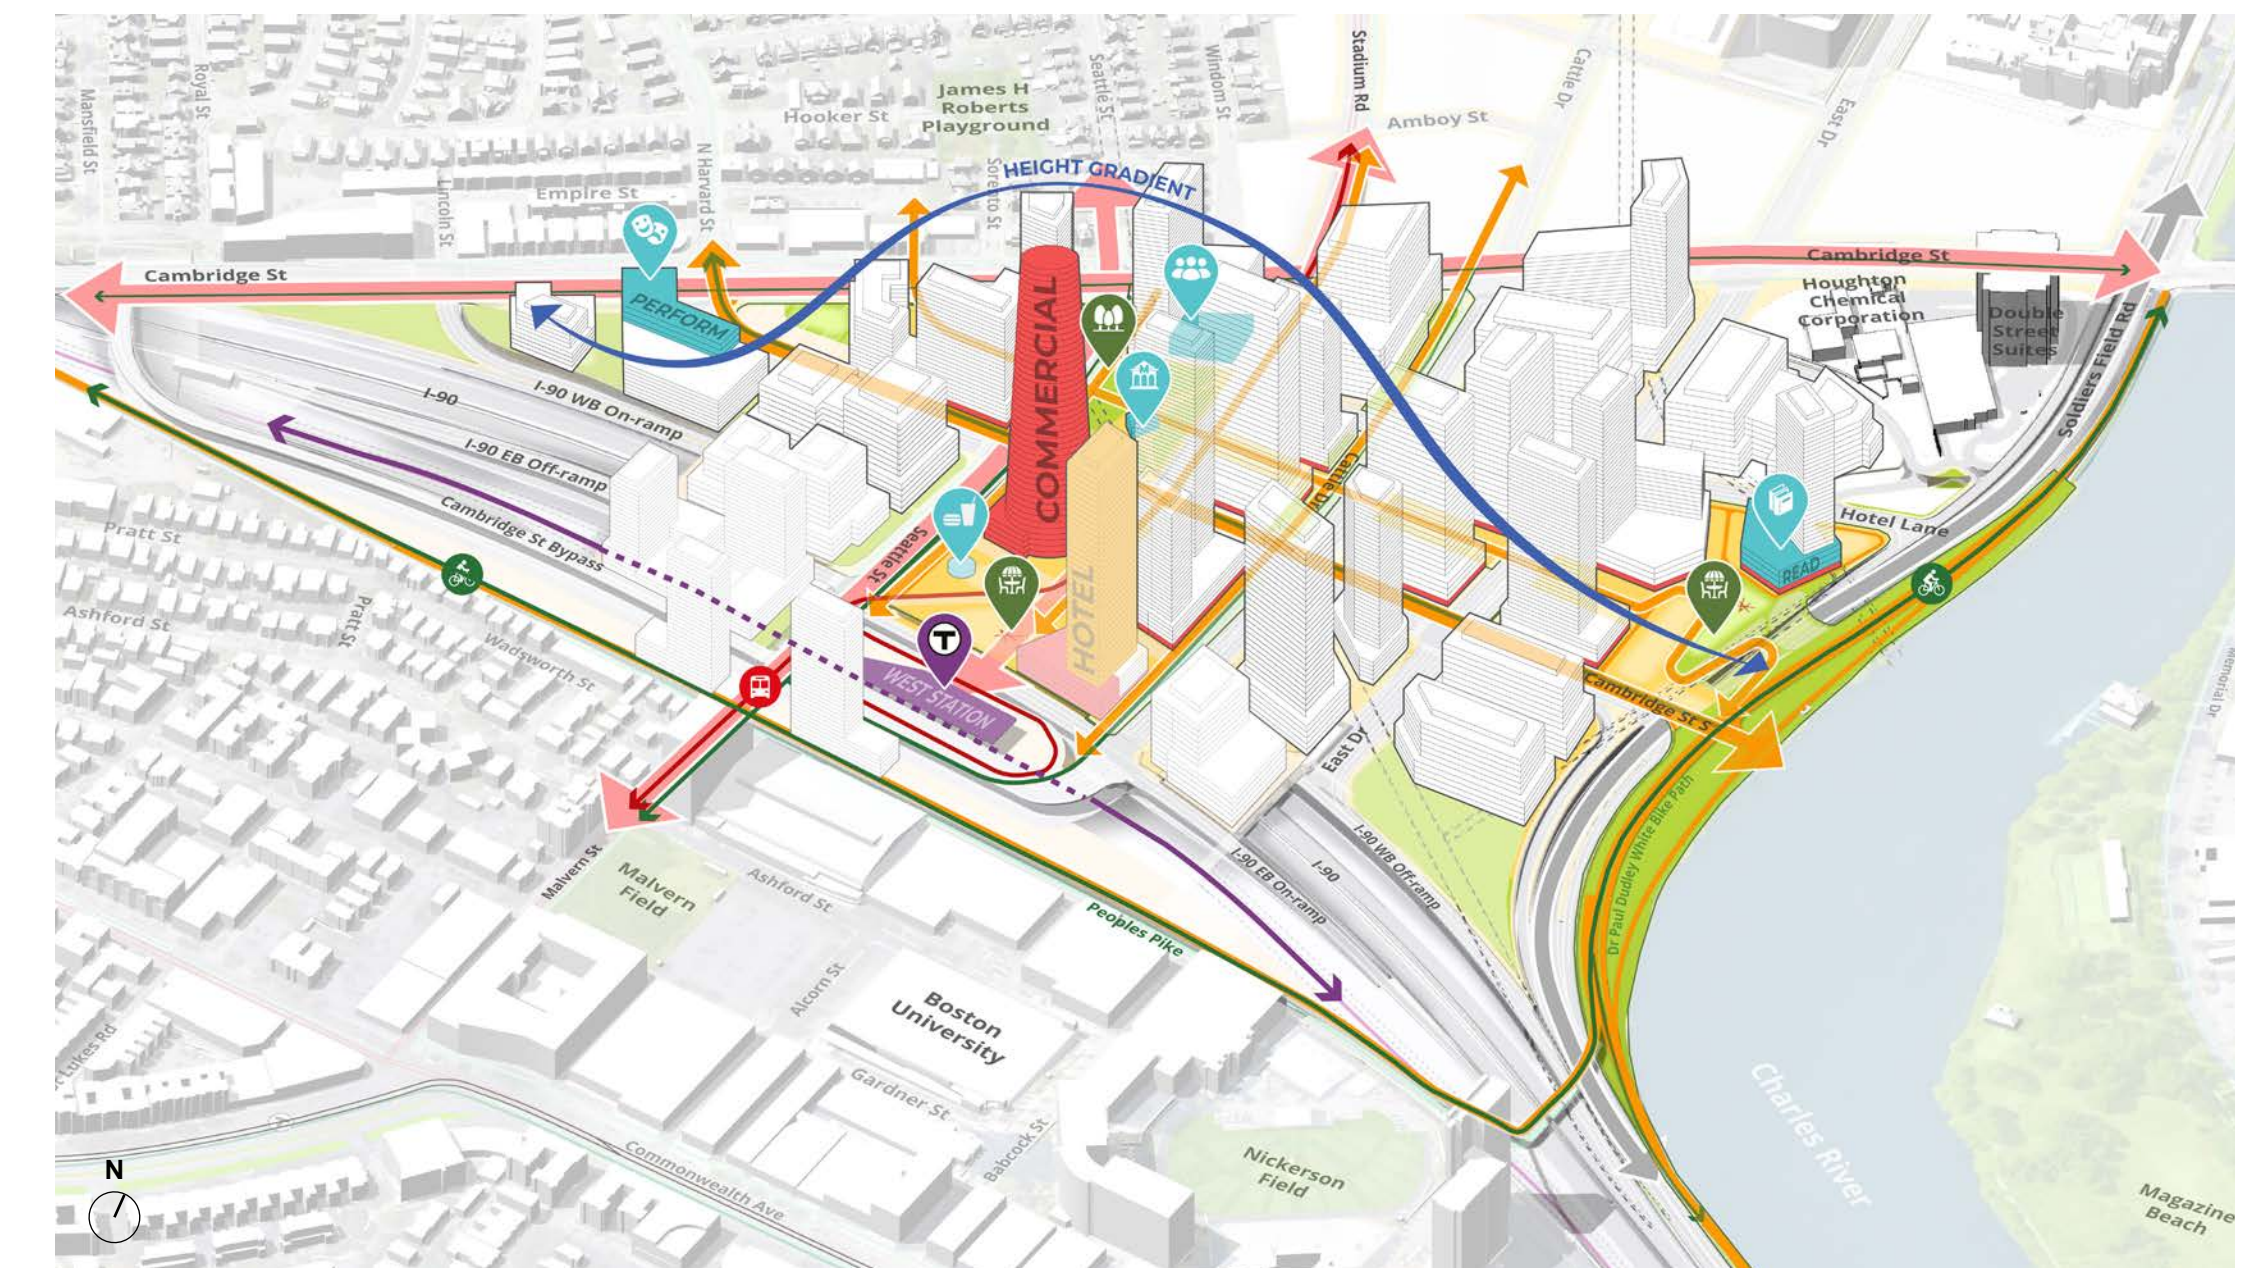 Mansfield St
Royal St
Lincoln St
N Harvard St
Hooker St
Empire St
James H
Roberts
Playground
Soreto St
Seattle St
Windom St
Stadium Rd
Amboy St
Cattle Dr
East Dr
HEIGHT GRADIENT
Cambridge St
Cambridge St
PERFORM
COMMERCIAL
HOTEL
Houghton
Chemical
Corporation
Double
Street
Suites
Soldiers Field Rd
I-90
I-90 WB On-ramp
I-90 EB Off-ramp
Cambridge St Bypass
Seattle St
Cattle Dr
Hotel Lane
READ
Pratt St
Ashford St
Pratt St
Wadsworth St
T
WEST STATION
Cambridge St S
East Dr
Memorial Dr
Dr Paul Dudley White Bike Path
I-90 WB Off-ramp
I-90
I-90 EB On-ramp
Malvern St
Malvern
Field
Ashford St
Peoples Pike
Alcorn St
Boston
University
Gardner St
Babcock St
Lukes Rd
Commonwealth Ave
Nickerson
Field
Charles River
Magazine
Beach
N